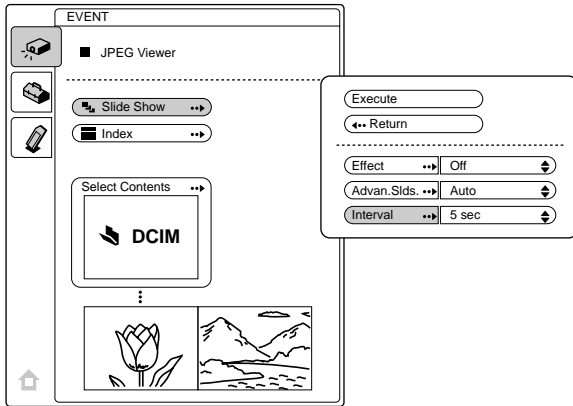 EVENT
JPEG Viewer
Slide Show
Index
Select Contents
DCIM
Execute
Return
Effect Off
Advan.Slds. Auto
Interval 5 sec